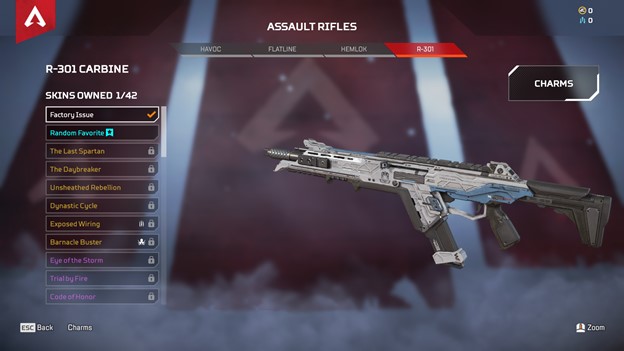 ASSAULT RIFLES
0
0
HAVOC FLATLINE HEMLOK R-301
R-301 CARBINE
CHARMS
SKINS OWNED 1/42
Factory Issue
Random Favorite
The Last Spartan
The Daybreaker
Unsheathed Rebellion
Dynastic Cycle
Exposed Wiring
Barnacle Buster
Eye of the Storm
Trial by Fire
Code of Honor
ESC Back Charms Zoom